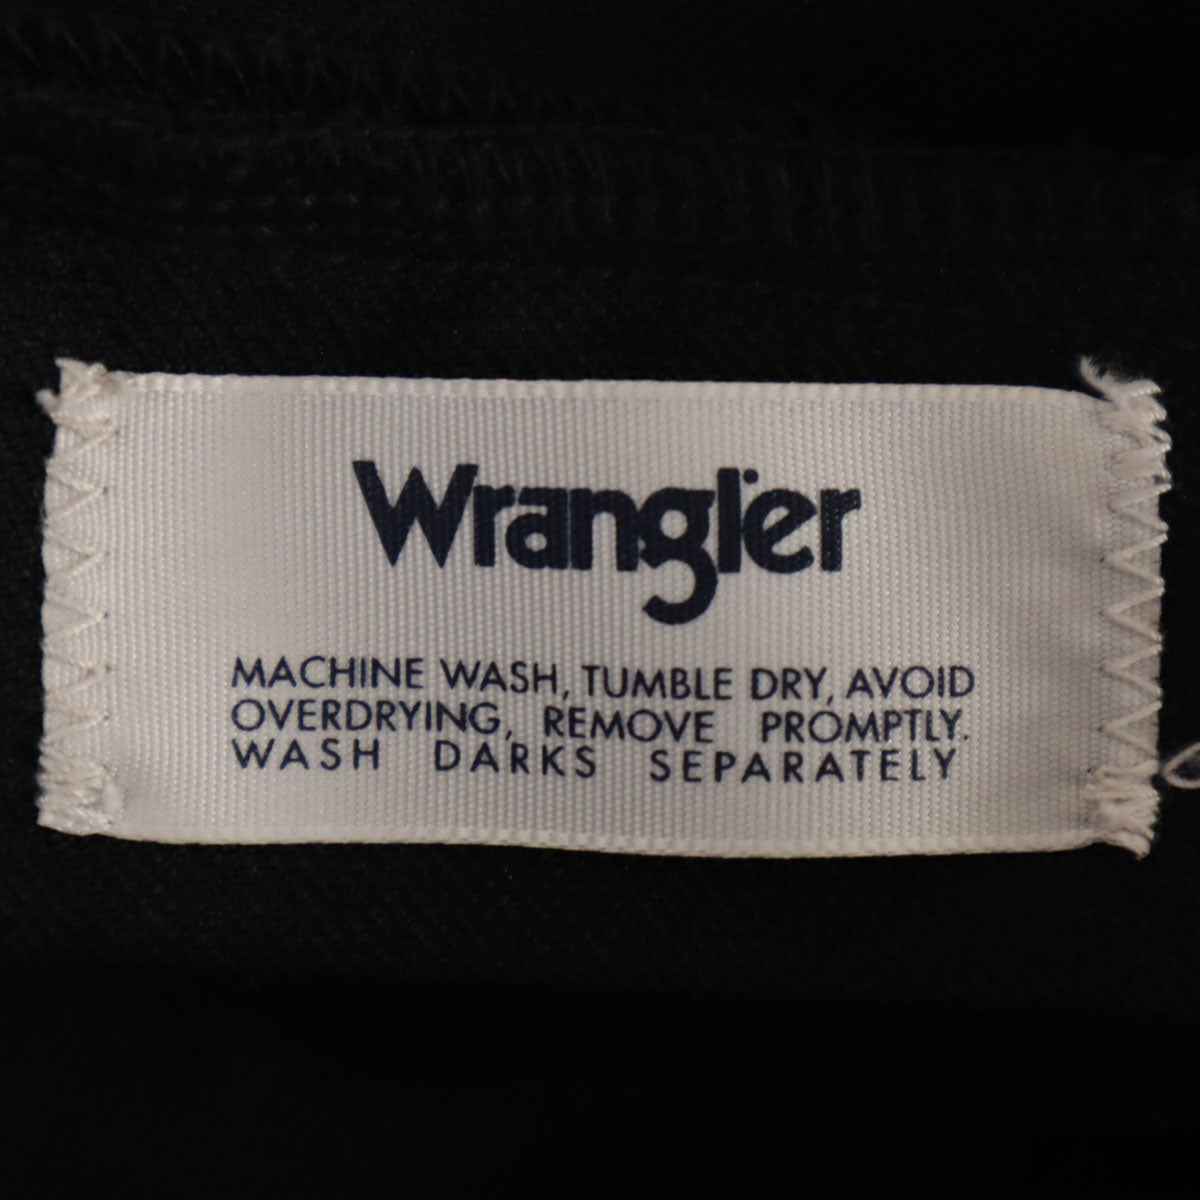 Wrangler
MACHINE WASH, TUMBLE DRY, AVOID
OVERDRYING, REMOVE PROMPTLY.
WASH DARKS SEPARATELY